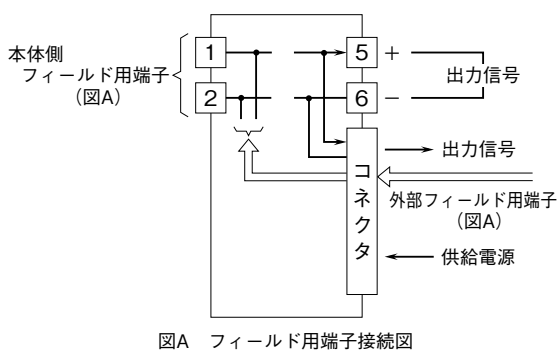 本体側
フィールド用端子
(図A)
1
2
5 +
6 −
出力信号
コネクタ
出力信号
外部フィールド用端子
(図A)
供給電源
図A フィールド用端子接続図